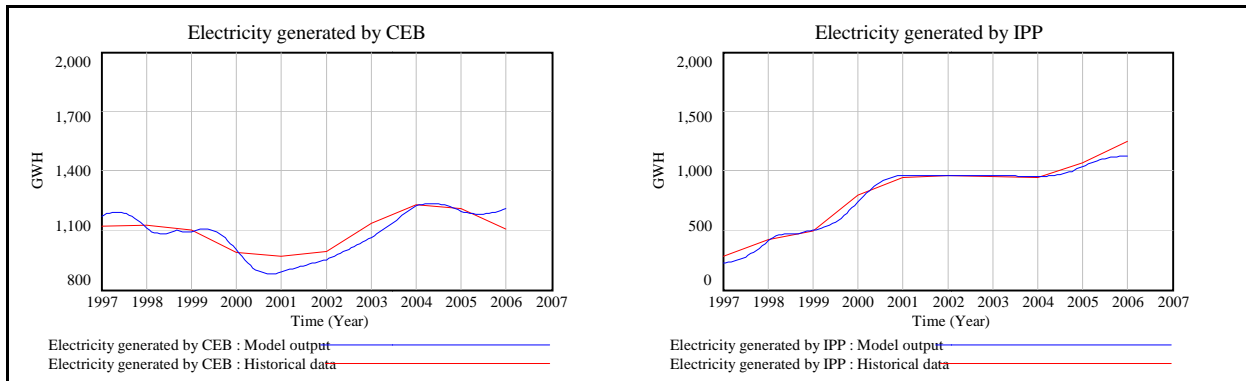 Electricity generated by CEB
2,000
1,700
1,400
1,100
800
GWH
1997 1998 1999 2000 2001 2002 2003 2004 2005 2006 2007
Time (Year)
Electricity generated by CEB : Model output
Electricity generated by CEB : Historical data
Electricity generated by IPP
2,000
1,500
1,000
500
0
GWH
1997 1998 1999 2000 2001 2002 2003 2004 2005 2006 2007
Time (Year)
Electricity generated by IPP : Model output
Electricity generated by IPP : Historical data